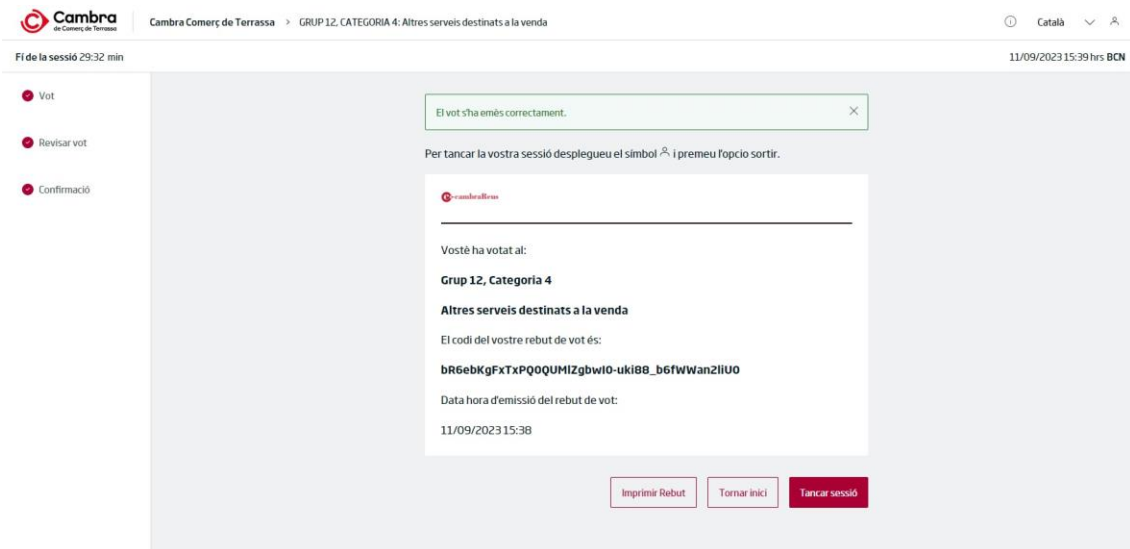 Cambra
de Comerç de Terrassa
Cambra Comerç de Terrassa > GRUP 12, CATEGORIA 4: Altres serveis destinats a la venda
Català
Fí de la sessió 29:32 min
11/09/2023 15:39 hrs BCN
Vot
Revisar vot
Confirmació
El vot s'ha emès correctament.
Per tancar la vostra sessió desplegueu el símbol i premeu l'opcio sortir.
cambraReus
Vostè ha votat al:
Grup 12, Categoria 4
Altres serveis destinats a la venda
El codi del vostre rebut de vot és:
bR6ebKgFxTxPQ0QUMlZgbwI0-uki88_b6fWWan2liU0
Data hora d'emissió del rebut de vot:
11/09/2023 15:38
Imprimir Rebut
Tornar inici
Tancar sessió